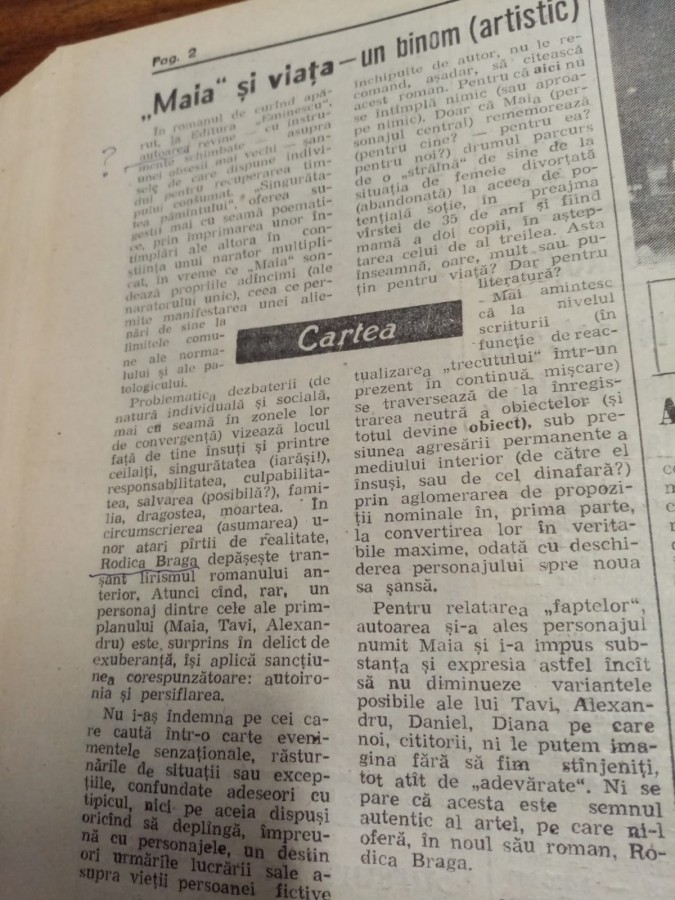 Pag. 2
„Maia“ și viața — un binom (artistic)
?
În romanul de curînd apă-
rut, la Editura „Eminescu“,
autoarea revine — cu instru-
mente schimbate — asupra
unei obsesii mai vechi — șan-
sele de care dispune indivi-
dul pentru recuperarea tim-
pului consumat. „Singurăta-
tea pămîntului“, oferea su-
gestii mai cu seamă poemati-
ce, prin imprimarea unor în-
tîmplări ale altora în con-
știința unui narator multipli-
cat, în vreme ce „Maia“ son-
dează propriile adîncimi (ale
naratorului unic), ceea ce per-
mite manifestarea unei alie-
nări de sine la
limitele comu-
ne ale norma-
lului și ale pa-
tologicului.
Cartea
Problematica dezbaterii (de
natură individuală și socială,
mai cu seamă în zonele lor
de convergență) vizează locul
față de tine însuți și printre
ceilalți, singurătatea (iarăși!),
responsabilitatea, culpabilita-
tea, salvarea (posibilă?), fami-
lia, dragostea, moartea. În
circumscrierea (asumarea) u-
nor atari pîrtii de realitate,
Rodica Braga depășește tran-
șant lirismul romanului an-
terior. Atunci cînd, rar, un
personaj dintre cele ale prim-
planului (Maia, Tavi, Alexan-
dru) este surprins în delict de
exuberanță, își aplică sancțiu-
nea corespunzătoare: autoiro-
nia și persiflarea.
Nu i-aș îndemna pe cei ca-
re caută într-o carte eveni-
mentele senzaționale, răstur-
nările de situații sau excep-
țiile, confundate adeseori cu
tipicul, nici pe aceia dispuși
oricînd să deplîngă, împreu-
nă cu personajele, un destin
ori urmările lucrării sale a-
supra vieții persoanei fictive
închipuite de autor, nu le re-
comand, așadar, să citească
acest roman. Pentru că aici nu
se întîmplă nimic (sau aproa-
pe nimic). Doar că Maia (per-
sonajul central) rememorează
(pentru cine? — pentru ea?
pentru noi?) drumul parcurs
de o „străină“ de sine de la
situația de femeie divorțată
(abandonată) la aceea de po-
tențială soție, în preajma
vîrstei de 35 de ani și fiind
mamă a doi copii, în aștep-
tarea celui de al treilea. Asta
înseamnă, oare, mult sau pu-
țin pentru viață? Dar pentru
literatură?
Mai amintesc
că la nivelul
scriiturii (în
funcție de reac-
tualizarea „trecutului“ într-un
prezent în continuă mișcare)
se traversează de la înregis-
trarea neutră a obiectelor (și
totul devine obiect), sub pre-
siunea agresării permanente a
mediului interior (de către el
însuși, sau de cel dinafară?)
prin aglomerarea de propozi-
ții nominale în, prima parte,
la convertirea lor în verita-
bile maxime, odată cu deschi-
derea personajului spre noua
sa șansă.
Pentru relatarea „faptelor“,
autoarea și-a ales personajul
numit Maia și i-a impus sub-
stanța și expresia astfel încît
să nu diminueze variantele
posibile ale lui Tavi, Alexan-
dru, Daniel, Diana pe care
noi, cititorii, ni le putem ima-
gina fără să fim stînjeniți,
tot atît de „adevărate“. Ni se
pare că acesta este semnul
autentic al artei, pe care ni-l
oferă, în noul său roman, Ro-
dica Braga.